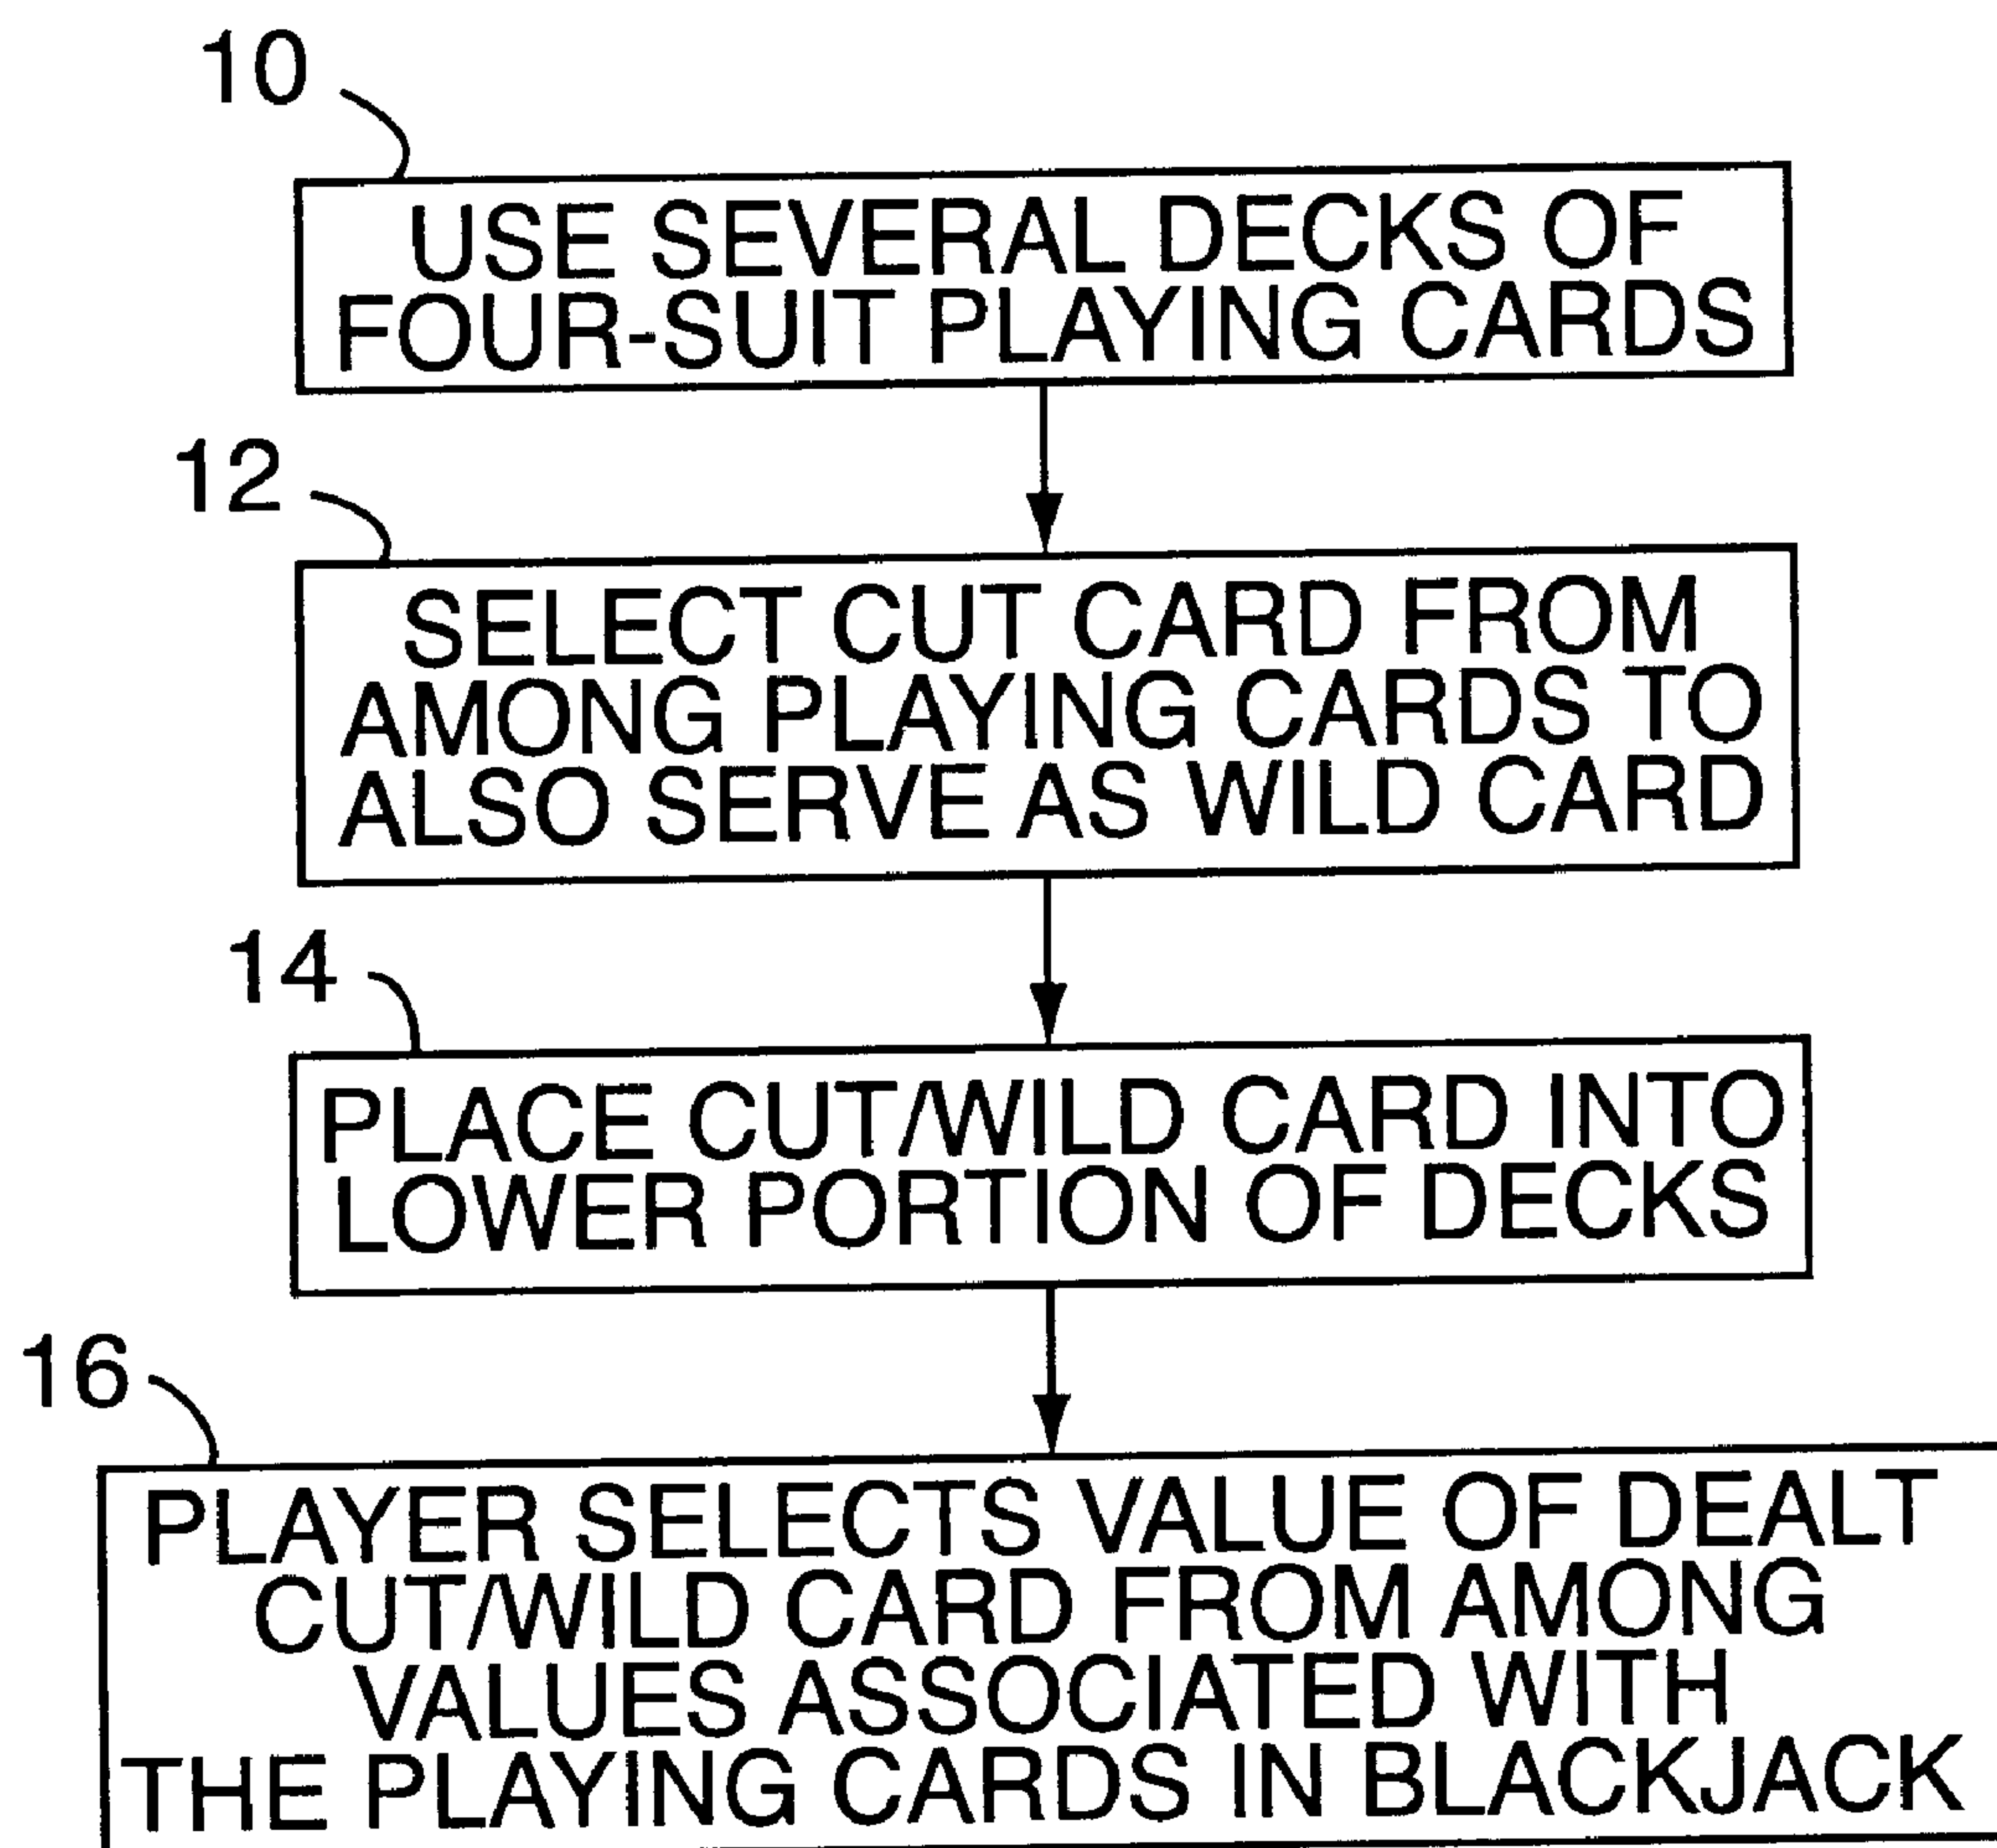 10
USE SEVERAL DECKS OF
FOUR-SUIT PLAYING CARDS
12
SELECT CUT CARD FROM
AMONG PLAYING CARDS TO
ALSO SERVE AS WILD CARD
14
PLACE CUT/WILD CARD INTO
LOWER PORTION OF DECKS
16
PLAYER SELECTS VALUE OF DEALT
CUT/WILD CARD FROM AMONG
VALUES ASSOCIATED WITH
THE PLAYING CARDS IN BLACKJACK